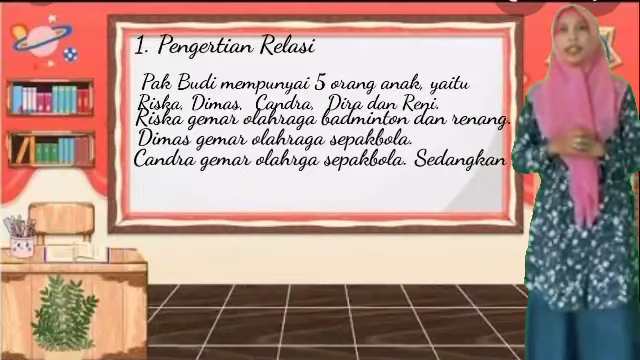 1. Pengertian Relasi
Pak Budi mempunyai 5 orang anak, yaitu
Riska, Dimas, Candra, Dira dan Reni.
Riska gemar olahraga badminton dan renang.
Dimas gemar olahraga sepakbola.
Candra gemar olahrga sepakbola. Sedangkan